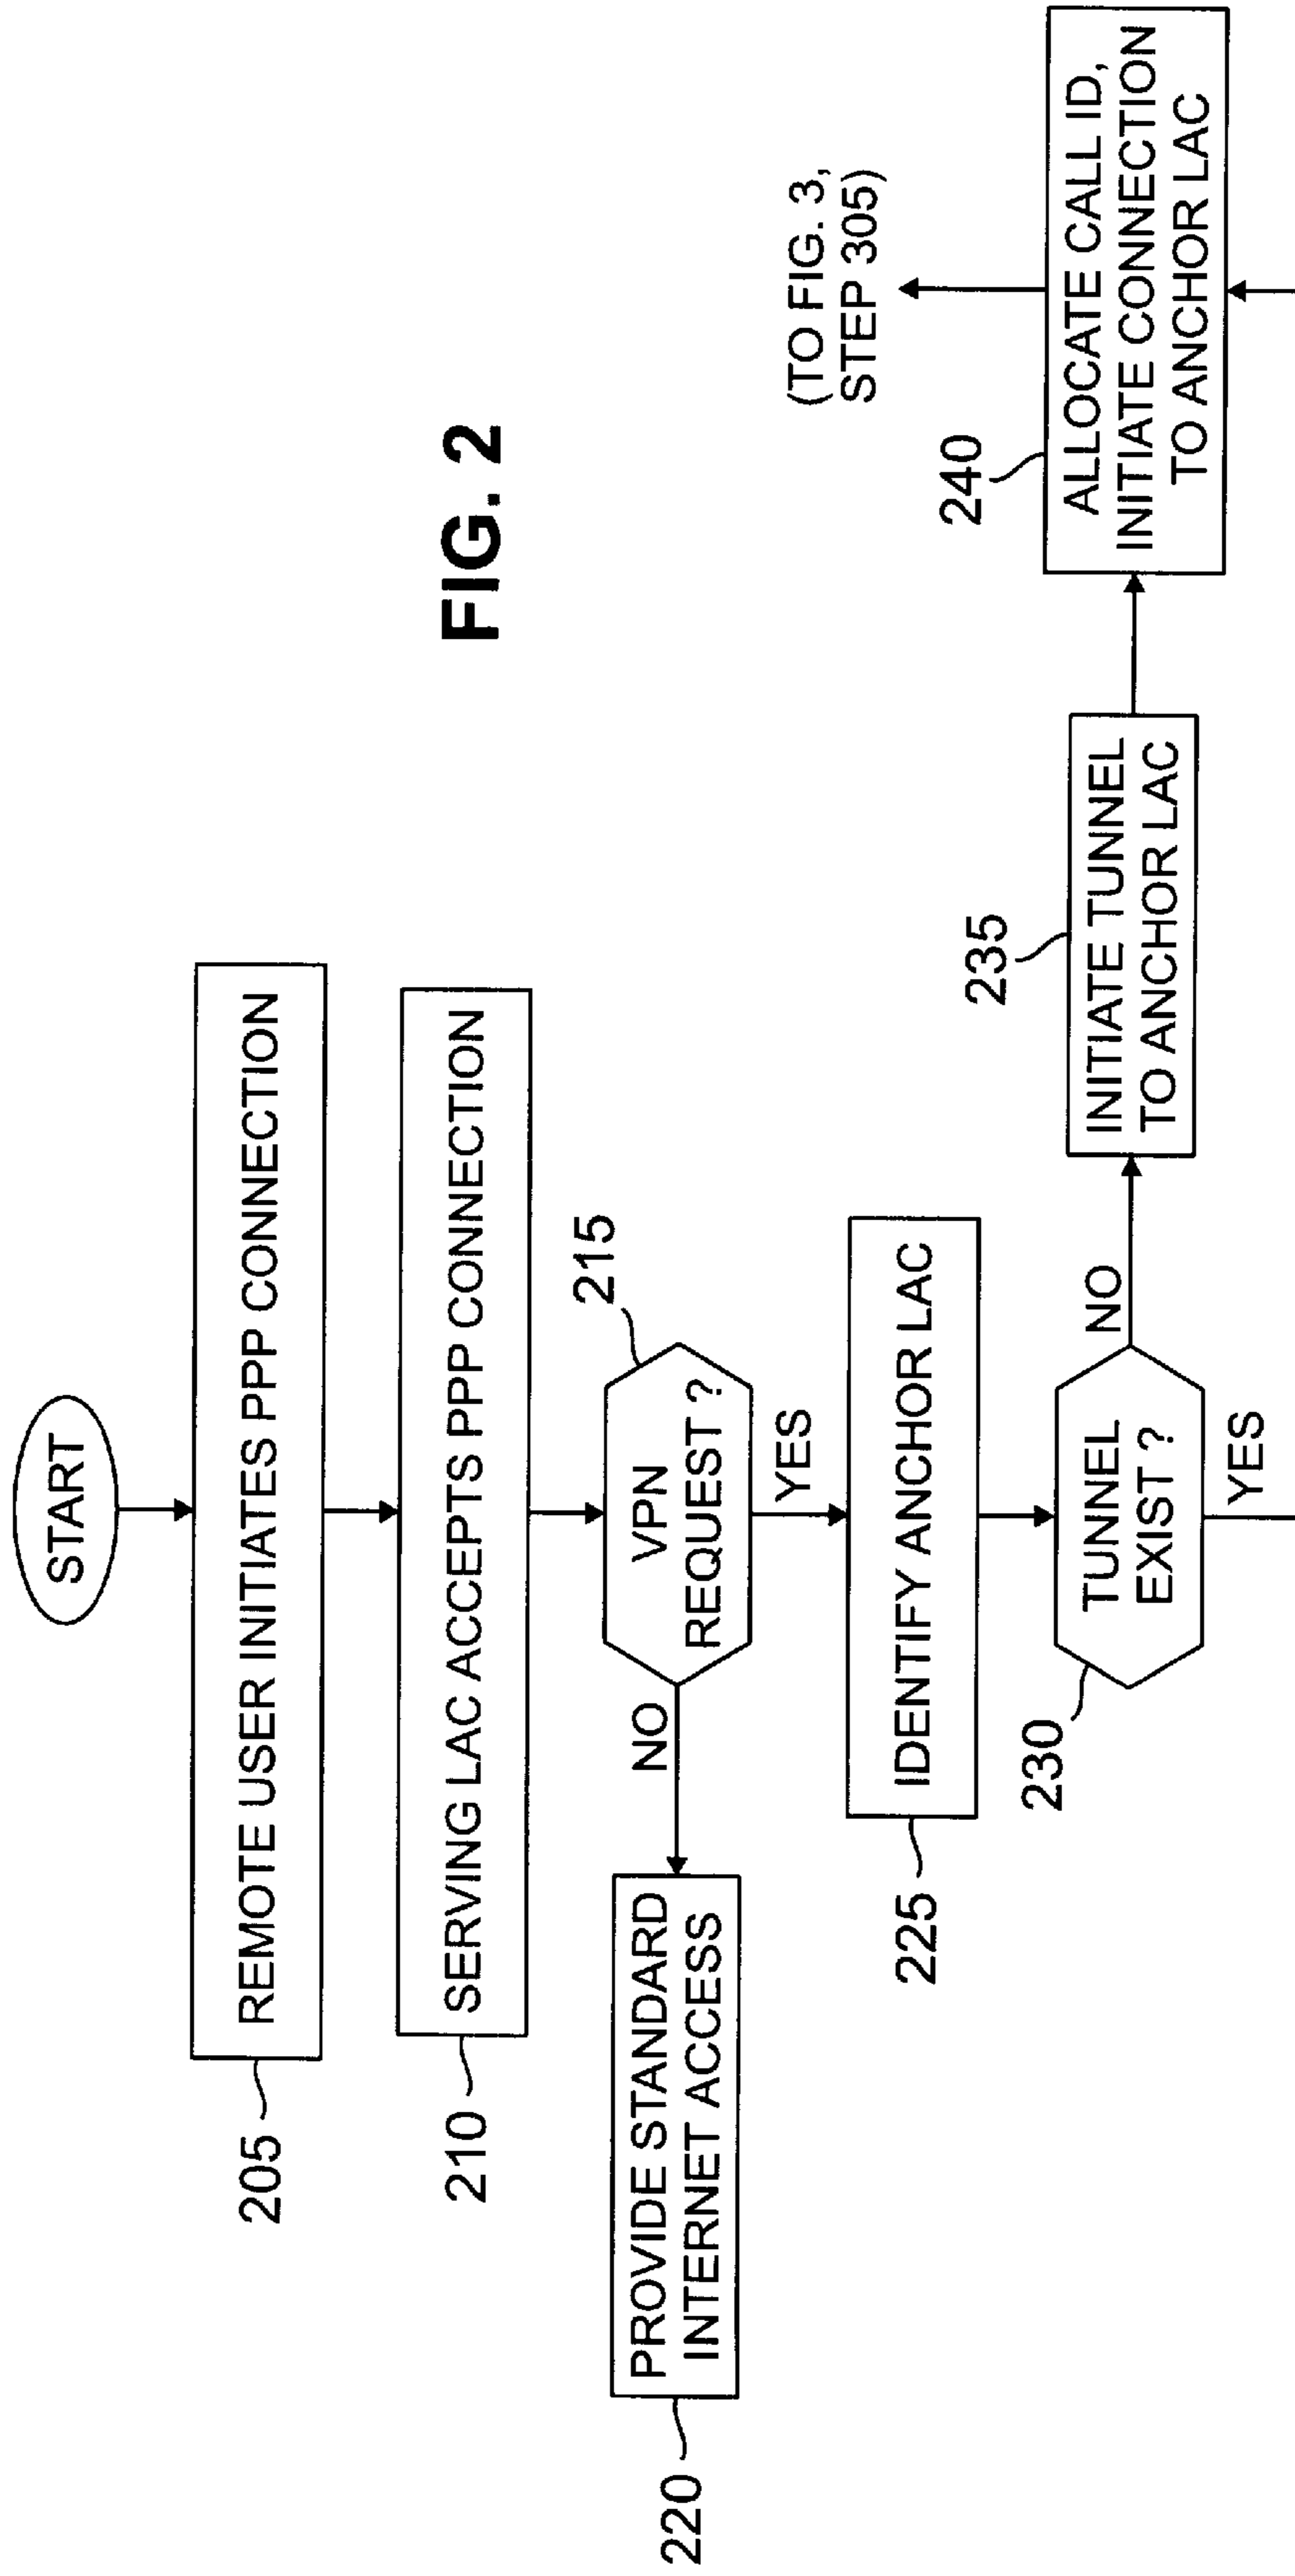 START
205
REMOTE USER INITIATES PPP CONNECTION
210
SERVING LAC ACCEPTS PPP CONNECTION
FIG. 2
215
VPN
REQUEST ?
NO
YES
220
PROVIDE STANDARD
INTERNET ACCESS
225
IDENTIFY ANCHOR LAC
230
TUNNEL
EXIST ?
NO
YES
235
INITIATE TUNNEL
TO ANCHOR LAC
240
ALLOCATE CALL ID,
INITIATE CONNECTION
TO ANCHOR LAC
(TO FIG. 3,
STEP 305)